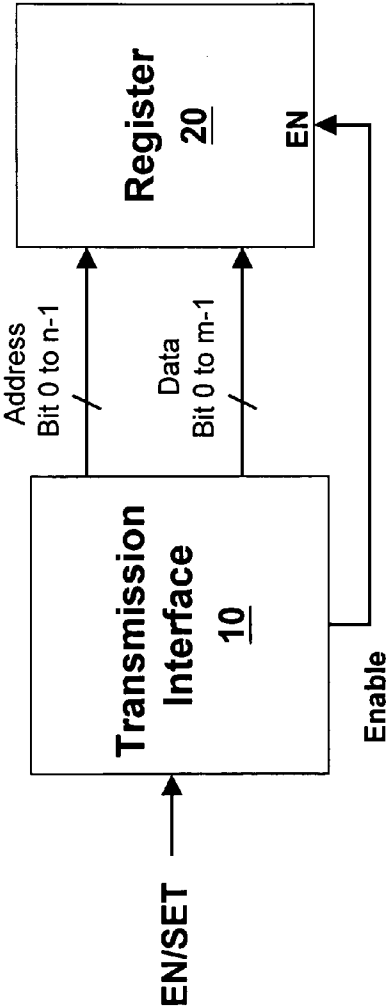 EN/SET
Transmission
Interface
10
Address
Bit 0 to n-1
Data
Bit 0 to m-1
Enable
Register
20
EN